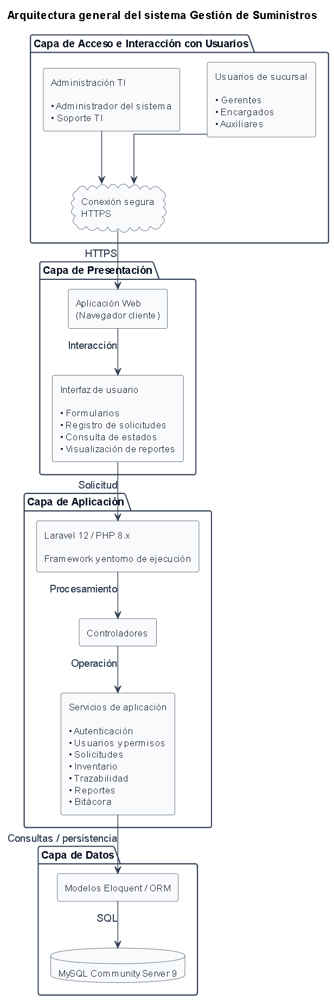 Arquitectura general del sistema Gestión de Suministros
Capa de Acceso e Interacción con Usuarios
Administración TI
• Administrador del sistema
• Soporte TI
Usuarios de sucursal
• Gerentes
• Encargados
• Auxiliares
Conexión segura
HTTPS
HTTPS
Capa de Presentación
Aplicación Web
(Navegador cliente)
Interacción
Interfaz de usuario
• Formularios
• Registro de solicitudes
• Consulta de estados
• Visualización de reportes
Solicitud
Capa de Aplicación
Laravel 12 / PHP 8.x
Framework y entorno de ejecución
Procesamiento
Controladores
Operación
Servicios de aplicación
• Autenticación
• Usuarios y permisos
• Solicitudes
• Inventario
• Trazabilidad
• Reportes
• Bitácora
Consultas / persistencia
Capa de Datos
Modelos Eloquent / ORM
SQL
MySQL Community Server 9